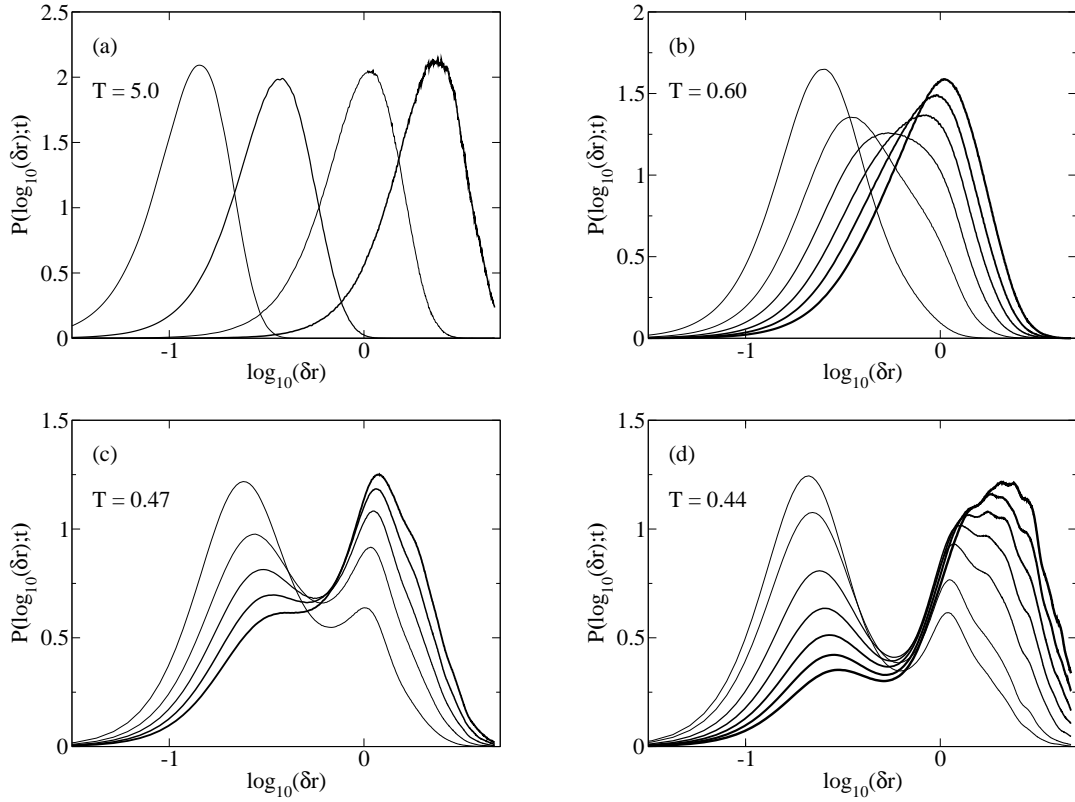 (a)
T = 5.0
P(log₁₀(δr);t)
0
0.5
1
1.5
2
2.5
-1
0
log₁₀(δr)
(b)
T = 0.60
P(log₁₀(δr);t)
0
0.5
1
1.5
2
-1
0
log₁₀(δr)
(c)
T = 0.47
P(log₁₀(δr);t)
0
0.5
1
1.5
-1
0
log₁₀(δr)
(d)
T = 0.44
P(log₁₀(δr);t)
0
0.5
1
1.5
-1
0
log₁₀(δr)